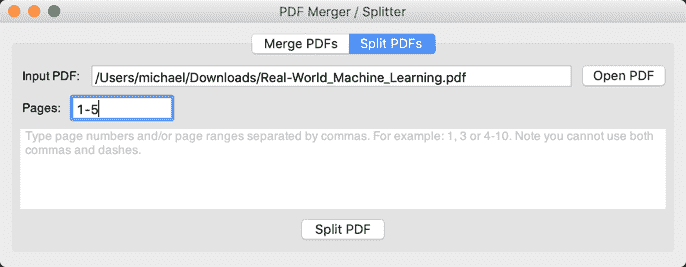 PDF Merger / Splitter
Merge PDFs Split PDFs
Input PDF: /Users/michael/Downloads/Real-World_Machine_Learning.pdf Open PDF
Pages: 1-5
Type page numbers and/or page ranges separated by commas. For example: 1, 3 or 4-10. Note you cannot use both
commas and dashes.
Split PDF